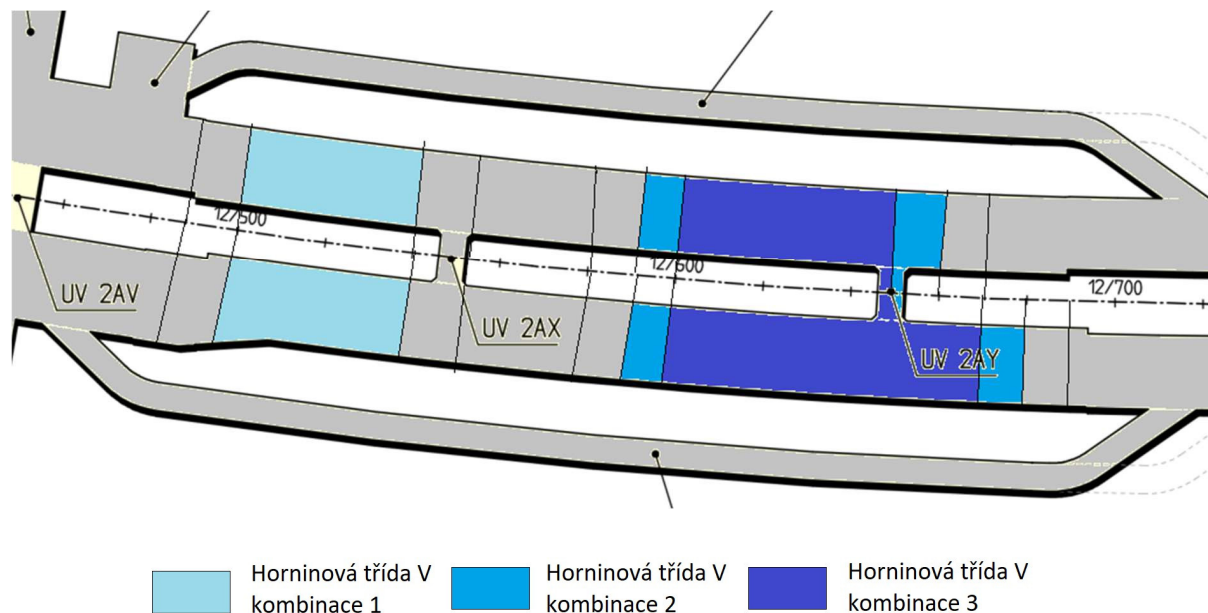 12/500
12/600
12/700
UV 2AV
UV 2AX
UV 2AY
Horninová třída V
kombinace 1
Horninová třída V
kombinace 2
Horninová třída V
kombinace 3